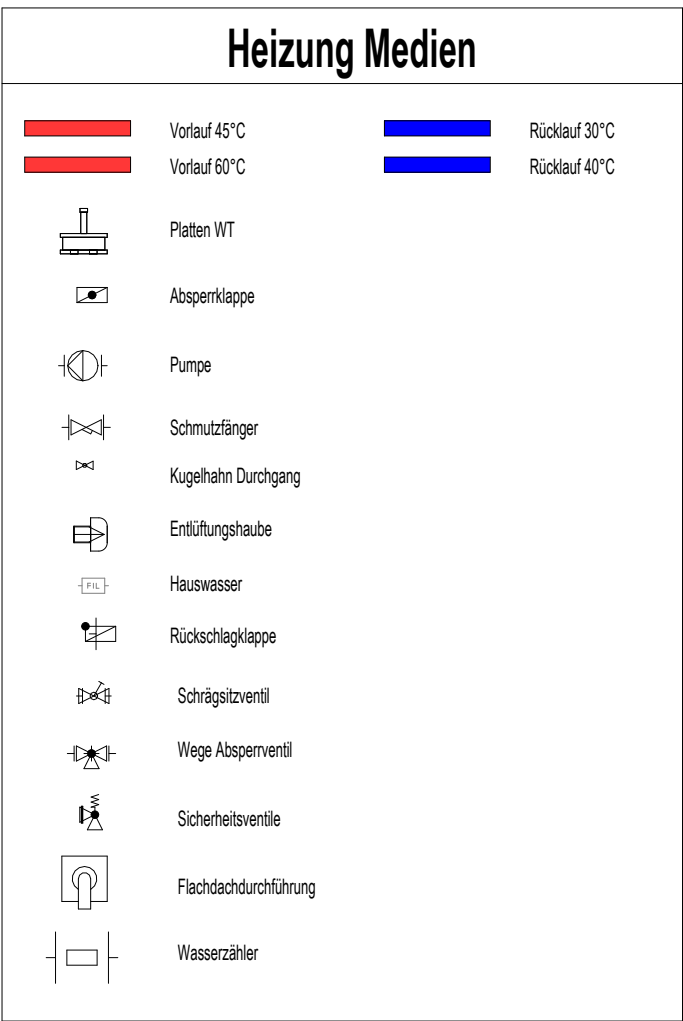 Heizung Medien
Vorlauf 45°C
Rücklauf 30°C
Vorlauf 60°C
Rücklauf 40°C
Platten WT
Absperrklappe
Pumpe
Schmutzfänger
Kugelhahn Durchgang
Entlüftungshaube
FIL
Hauswasser
Rückschlagklappe
Schrägsitzventil
Wege Absperrventil
Sicherheitsventile
Flachdachdurchführung
Wasserzähler